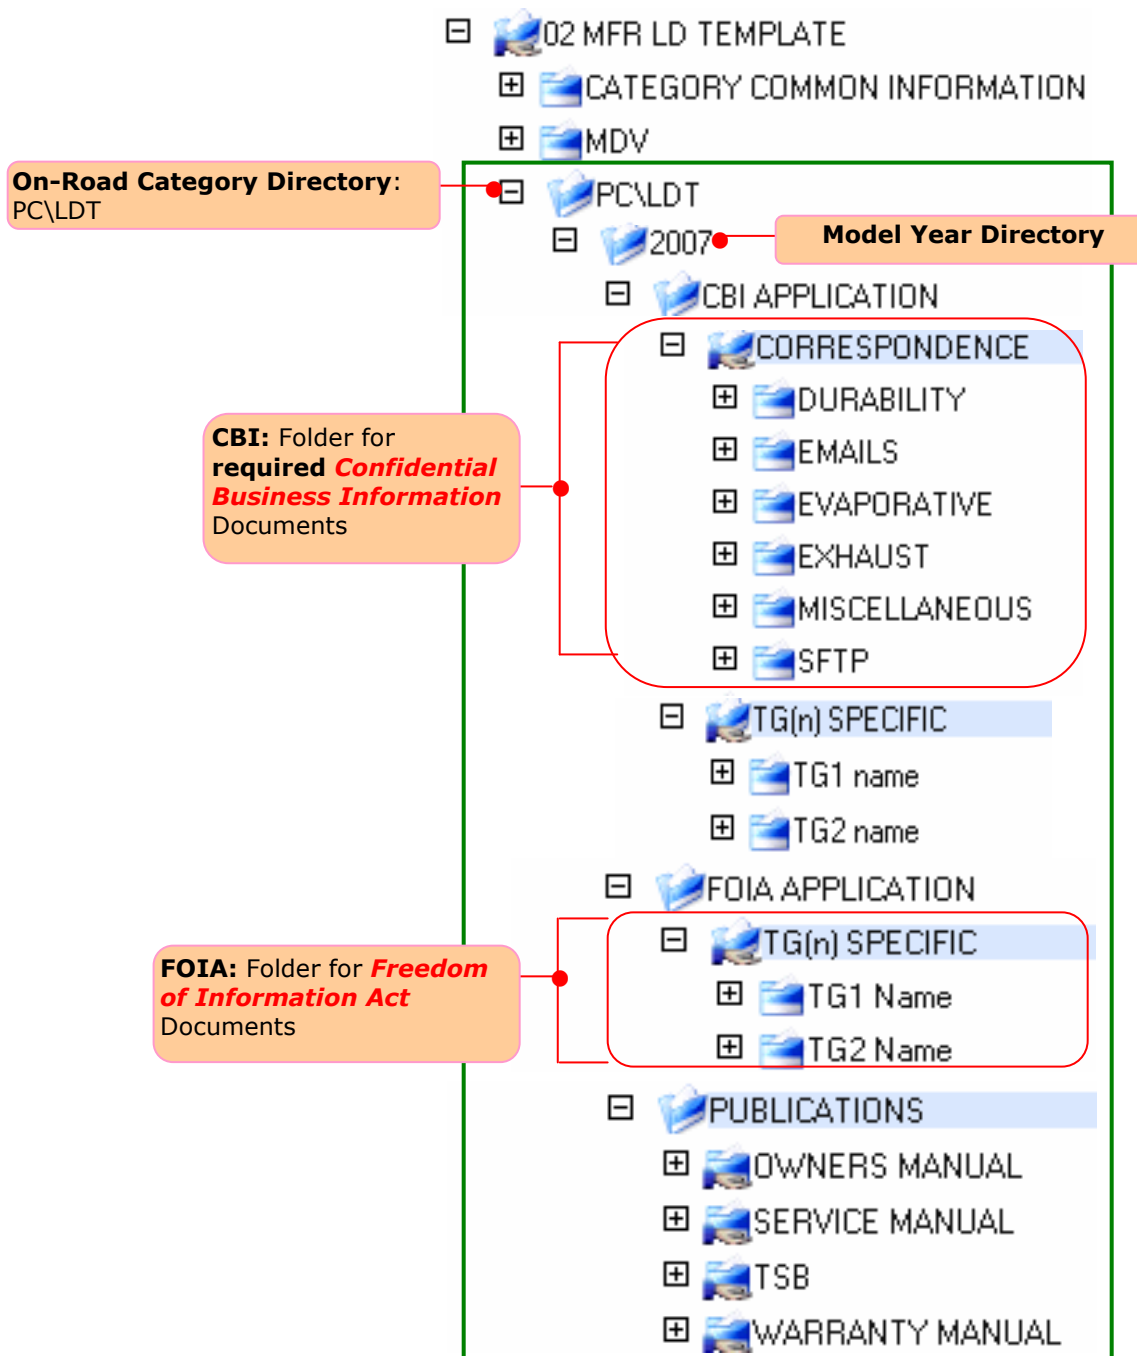 02 MFR LD TEMPLATE
CATEGORY COMMON INFORMATION
MDV
On-Road Category Directory:
PC\LDT
PC\LDT
2007
Model Year Directory
CBI APPLICATION
CORRESPONDENCE
DURABILITY
EMAILS
EVAPORATIVE
EXHAUST
MISCELLANEOUS
SFTP
CBI: Folder for
required Confidential
Business Information
Documents
TG(n) SPECIFIC
TG1 name
TG2 name
FOIA APPLICATION
TG(n) SPECIFIC
TG1 Name
TG2 Name
FOIA: Folder for Freedom
of Information Act
Documents
PUBLICATIONS
OWNERS MANUAL
SERVICE MANUAL
TSB
WARRANTY MANUAL